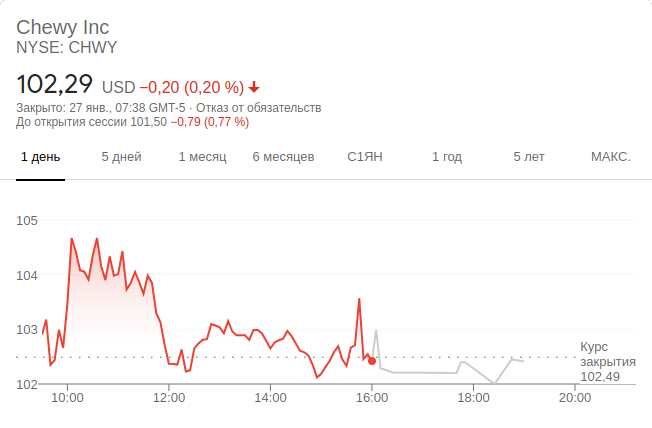 Chewy Inc
NYSE: CHWY
102,29 USD −0,20 (0,20 %)
Закрыто: 27 янв., 07:38 GMT-5 · Отказ от обязательств
До открытия сессии 101,50 −0,79 (0,77 %)
1 день 5 дней 1 месяц 6 месяцев С1ЯН 1 год 5 лет МАКС.
105
104
103
Курс
закрытия
102,49
102
10:00 12:00 14:00 16:00 18:00 20:00